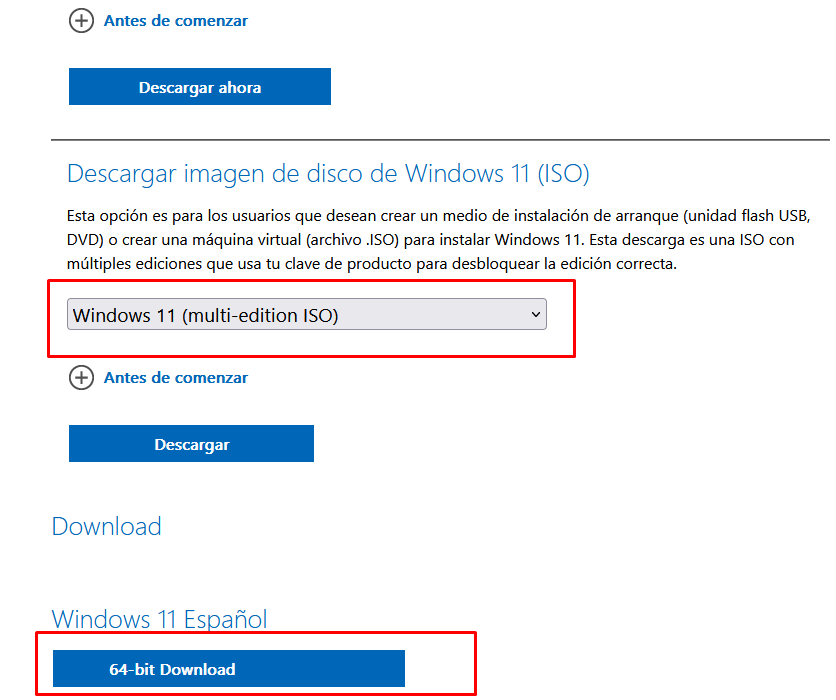 Antes de comenzar
Descargar ahora
Descargar imagen de disco de Windows 11 (ISO)
Esta opción es para los usuarios que desean crear un medio de instalación de arranque (unidad flash USB,
DVD) o crear una máquina virtual (archivo .ISO) para instalar Windows 11. Esta descarga es una ISO con
múltiples ediciones que usa tu clave de producto para desbloquear la edición correcta.
Windows 11 (multi-edition ISO)
Antes de comenzar
Descargar
Download
Windows 11 Español
64-bit Download